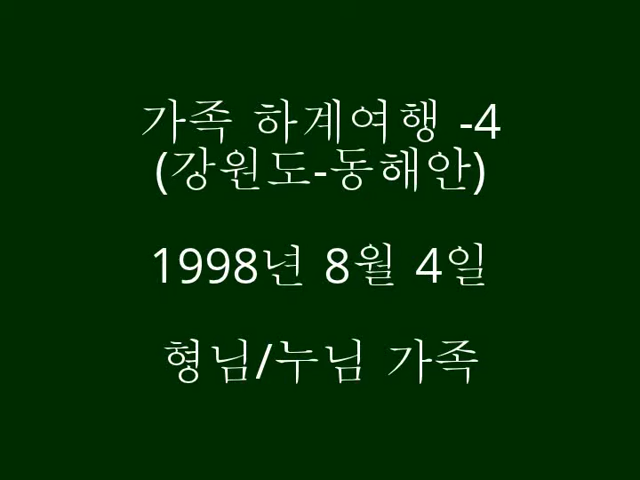 가족 하계여행 -4
(강원도-동해안)
1998년 8월 4일
형님/누님 가족